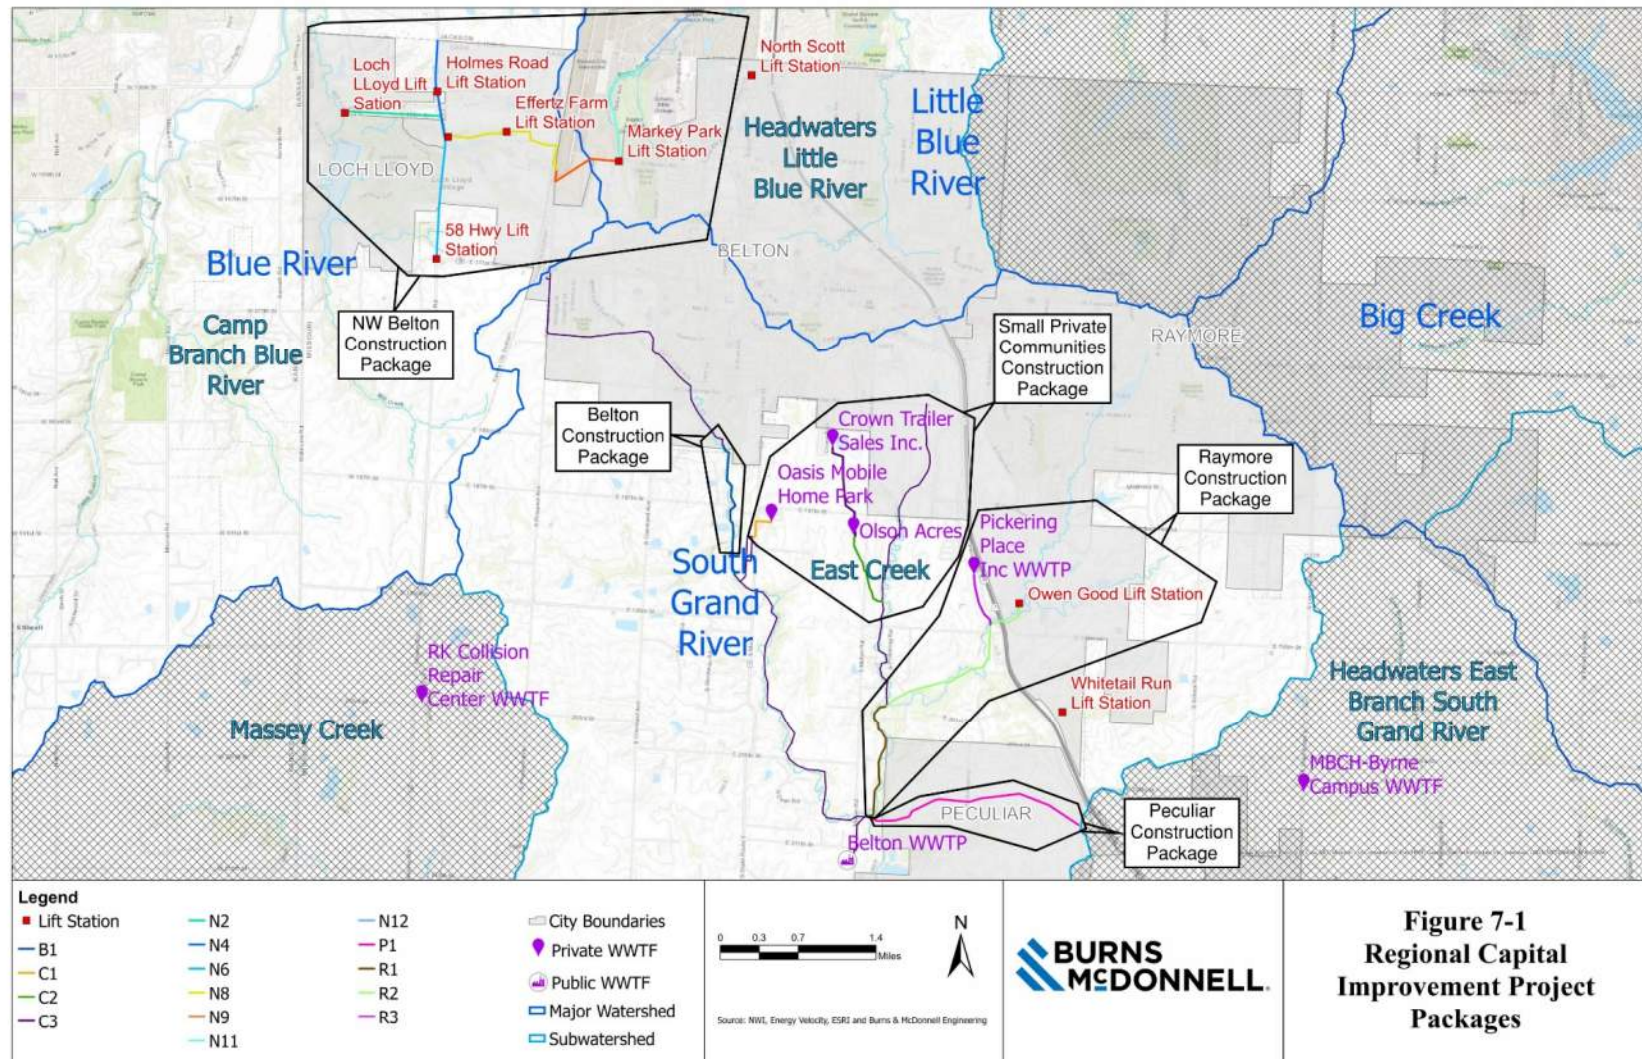 North Scott
Lift Station
Loch
LLoyd Lift
Sation
Holmes Road
Lift Station
Effertz Farm
Lift Station
Markey Park
Lift Station
Headwaters
Little
Blue River
Little
Blue
River
LOCH LLOYD
58 Hwy Lift
Station
BELTON
Blue River
Camp
Branch Blue
River
NW Belton
Construction
Package
Small Private
Communities
Construction
Package
RAYMORE
Big Creek
Belton
Construction
Package
Crown Trailer
Sales Inc.
Oasis Mobile
Home Park
Olson Acres
Raymore
Construction
Package
Pickering
Place
Inc WWTP
South
Grand
River
East Creek
Owen Good Lift Station
RK Collision
Repair
Center WWTF
Massey Creek
Whitetail Run
Lift Station
Headwaters East
Branch South
Grand River
MBCH-Byrne
Campus WWTF
PECULIAR
Peculiar
Construction
Package
Belton WWTP
Legend
Lift Station
B1
C1
C2
C3
N2
N4
N6
N8
N9
N11
N12
P1
R1
R2
R3
City Boundaries
Private WWTF
Public WWTF
Major Watershed
Subwatershed
N
0 0.3 0.7 1.4
Miles
Source: NWI, Energy Velocity, ESRI and Burns & McDonnell Engineering
BURNS
McDONNELL.
Figure 7-1
Regional Capital
Improvement Project
Packages